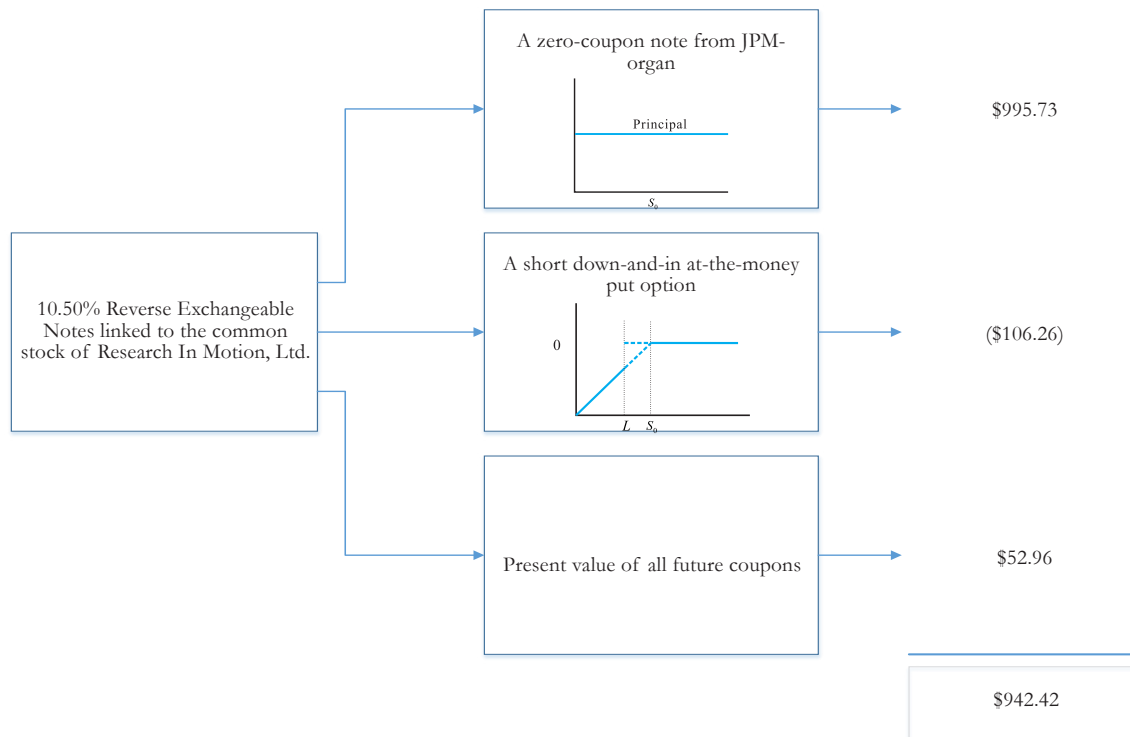 10.50% Reverse Exchangeable
Notes linked to the common
stock of Research In Motion, Ltd.
A zero-coupon note from JPM-
organ
Principal
S₀
$995.73
A short down-and-in at-the-money
put option
0
L S₀
($106.26)
Present value of all future coupons
$52.96
$942.42